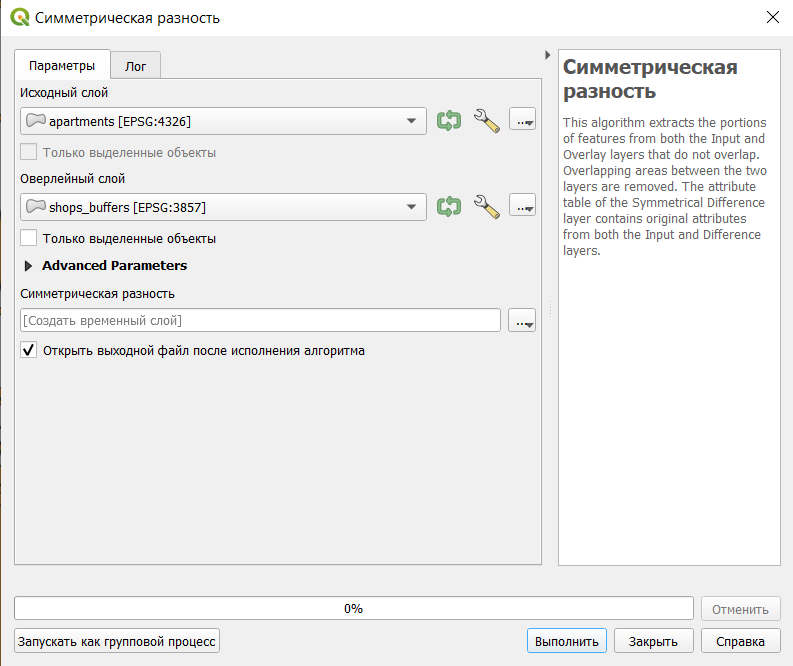 Симметрическая разность
Параметры
Лог
Исходный слой
apartments [EPSG:4326]
...
Только выделенные объекты
Оверлейный слой
shops_buffers [EPSG:3857]
...
Только выделенные объекты
Advanced Parameters
Симметрическая разность
[Создать временный слой]
...
Открыть выходной файл после исполнения алгоритма
Симметрическая
разность
This algorithm extracts the portions
of features from both the Input and
Overlay layers that do not overlap.
Overlapping areas between the two
layers are removed. The attribute
table of the Symmetrical Difference
layer contains original attributes
from both the Input and Difference
layers.
0%
Отменить
Запускать как групповой процесс
Выполнить
Закрыть
Справка